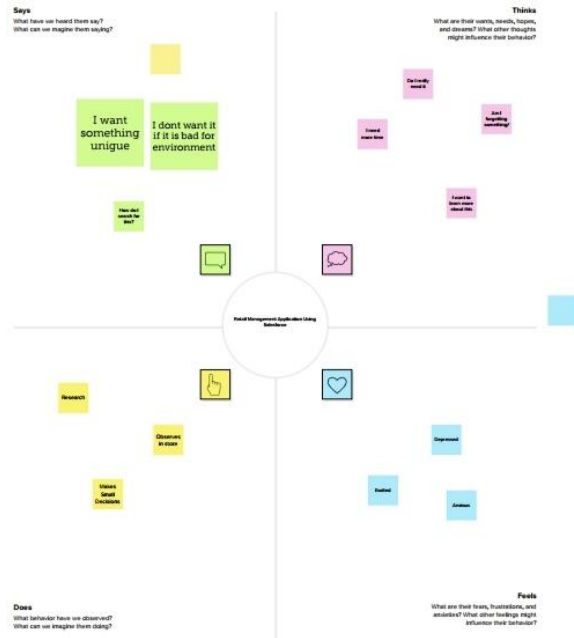 Says
What have we heard them say?
What can we magine them saying?
Thinks
What are their wants, needs, hopes,
and dreams? What other thoughts
might influence their behavior?
I want
something
unigue
I dont want it
if it is bad for
environment
How do I
search for
this?
Do I really
need it
I need
more time
Am I
forgetting
something?
I want to
learn more
about this
Retail Management Application Using
Salesforce
Research
Observes
in store
Makes
Small
Decisions
Depressed
Excited
Anxious
Does
What behavior have we observed?
What can we imagine them doing?
Feels
What are their fears, frustrations, and
anxieties? What other feelings might
influence their behavior?